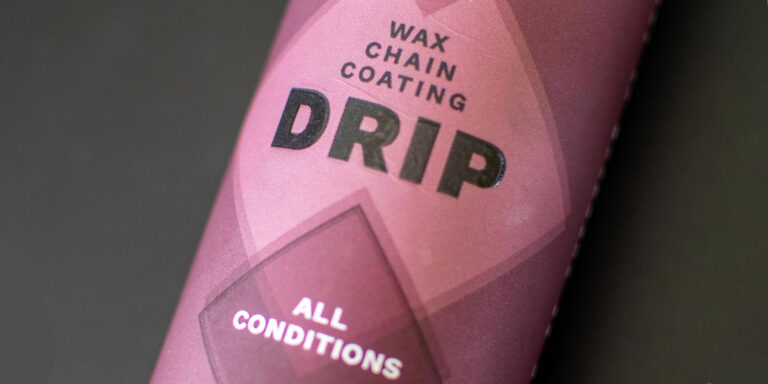 WAX
CHAIN
COATING
DRIP
ALL
CONDITIONS